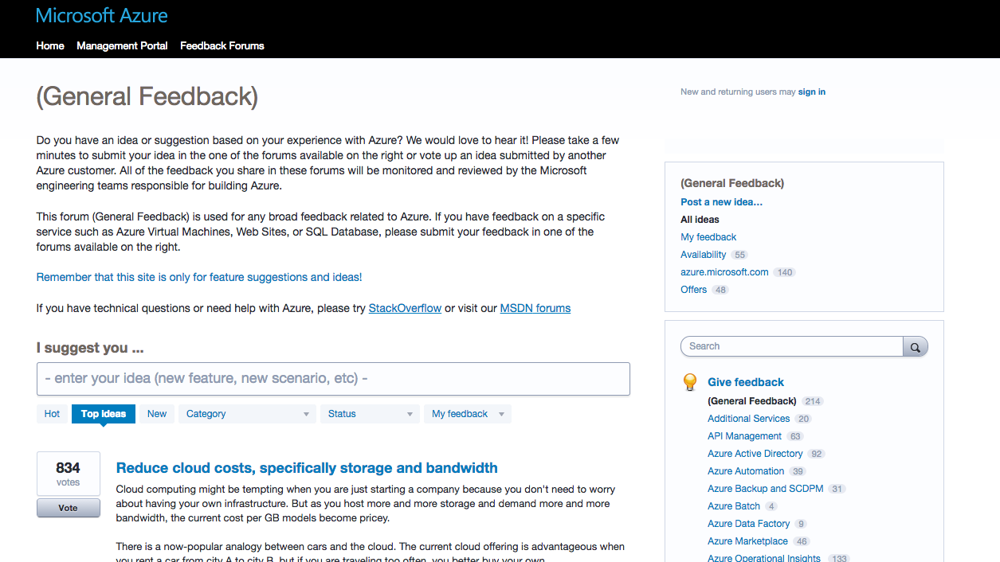 Microsoft Azure
Home Management Portal Feedback Forums
(General Feedback)
Do you have an idea or suggestion based on your experience with Azure? We would love to hear it! Please take a few
minutes to submit your idea in the one of the forums available on the right or vote up an idea submitted by another
Azure customer. All of the feedback you share in these forums will be monitored and reviewed by the Microsoft
engineering teams responsible for building Azure.
This forum (General Feedback) is used for any broad feedback related to Azure. If you have feedback on a specific
service such as Azure Virtual Machines, Web Sites, or SQL Database, please submit your feedback in one of the
forums available on the right.
Remember that this site is only for feature suggestions and ideas!
If you have technical questions or need help with Azure, please try StackOverflow or visit our MSDN forums
I suggest you ...
- enter your idea (new feature, new scenario, etc) -
Hot Top Ideas New Category Status My feedback
834
votes
Vote
Reduce cloud costs, specifically storage and bandwidth
Cloud computing might be tempting when you are just starting a company because you don't need to worry
about having your own infrastructure. But as you host more and more storage and demand more and more
bandwidth, the current cost per GB models become pricey.
There is a now-popular analogy between cars and the cloud. The current cloud offering is advantageous when
you rent a car from city A to city B, but if you are traveling too often, you better buy your own
New and returning users may sign in
(General Feedback)
Post a new idea…
All ideas
My feedback
Availability 55
azure.microsoft.com 140
Offers 48
Search
Give feedback
(General Feedback) 214
Additional Services 20
API Management 63
Azure Active Directory 92
Azure Automation 39
Azure Backup and SCDPM 31
Azure Batch 4
Azure Data Factory 9
Azure Marketplace 46
Azure Operational Insights 133